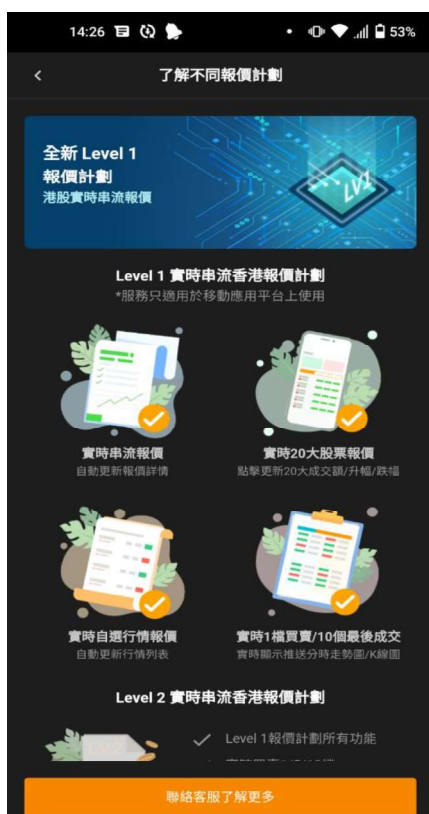 14:26 53%
了解不同報價計劃
全新 Level 1
報價計劃
港股實時串流報價
LV1
Level 1 實時串流香港報價計劃
*服務只適用於移動應用平台上使用
實時串流報價
自動更新報價詳情
實時20大股票報價
點擊更新20大成交額/升幅/跌幅
實時自選行情報價
自動更新行情列表
實時1檔買賣/10個最後成交
實時顯示推送分時走勢圖/K線圖
Level 2 實時串流香港報價計劃
Level 1報價計劃所有功能
聯絡客服了解更多